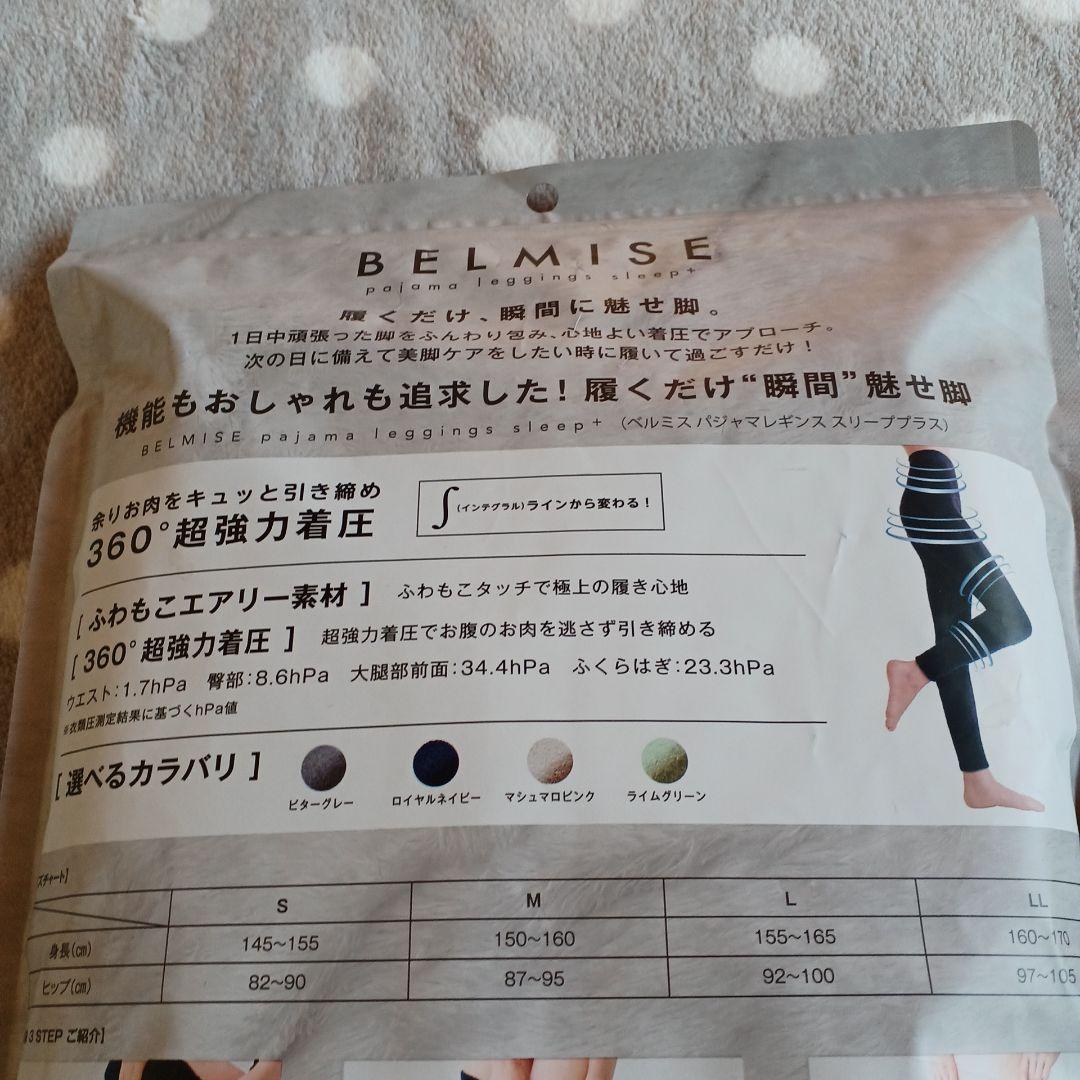 BELMISE
pajama leggings sleep+
履くだけ、瞬間に魅せ脚。
1日中頑張った脚をふんわり包み、心地よい着圧でアプローチ。
次の日に備えて美脚ケアをしたい時に履いて過ごすだけ！
機能もおしゃれも追求した！履くだけ“瞬間”魅せ脚
BELMISE pajama leggings sleep+（ベルミス パジャマレギンス スリーププラス）
余りお肉をキュッと引き締め
360°超強力着圧
∫(インテグラル)ラインから変わる！
[ ふわもこエアリー素材 ] ふわもこタッチで極上の履き心地
[ 360°超強力着圧 ] 超強力着圧でお腹のお肉を逃さず引き締める
ウエスト：1.7hPa 臀部：8.6hPa 大腿部前面：34.4hPa ふくらはぎ：23.3hPa
※衣類圧測定結果に基づくhPa値
[ 選べるカラバリ ]
ビターグレー ロイヤルネイビー マシュマロピンク ライムグリーン
ズチャート】
S M L LL
身長(cm) 145~155 150~160 155~165 160~170
ヒップ(cm) 82~90 87~95 92~100 97~105
3 STEP ご紹介】